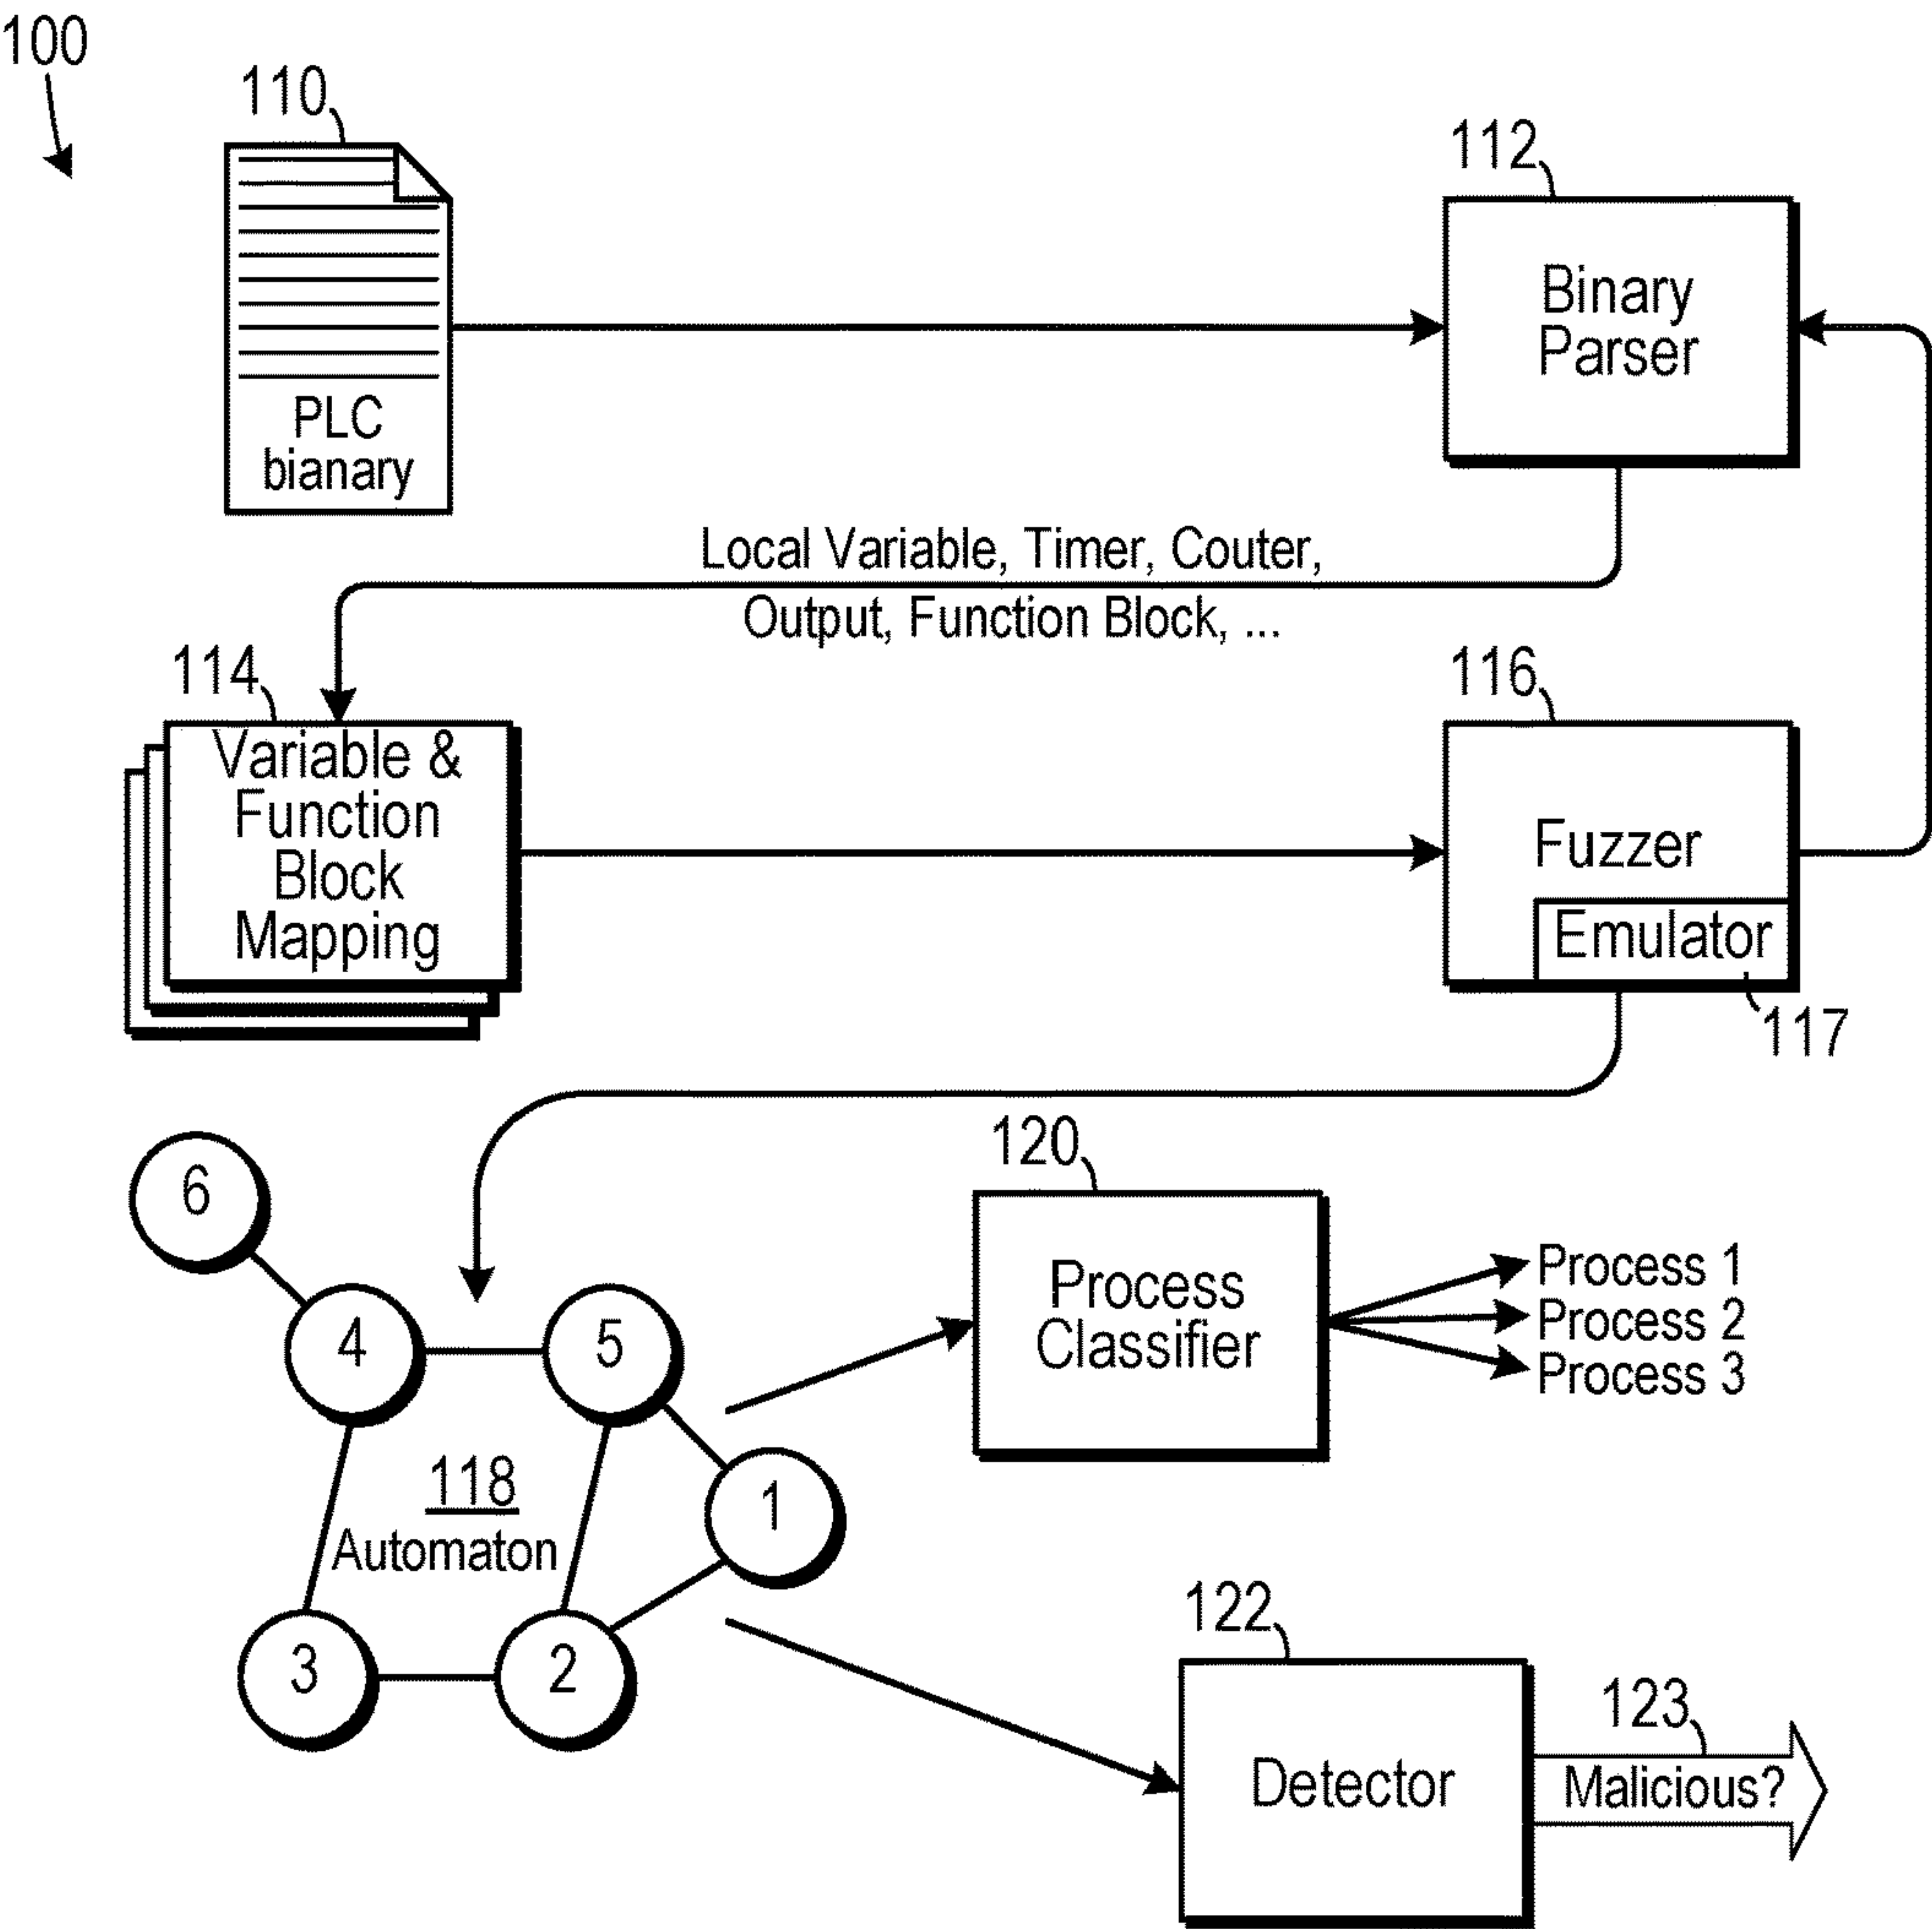 100
110
PLC
bianary
112
Binary
Parser
Local Variable, Timer, Couter,
Output, Function Block, ...
114
Variable &
Function
Block
Mapping
116
Fuzzer
Emulator
117
6
4
5
1
3
2
118
Automaton
120
Process
Classifier
Process 1
Process 2
Process 3
122
Detector
123
Malicious?